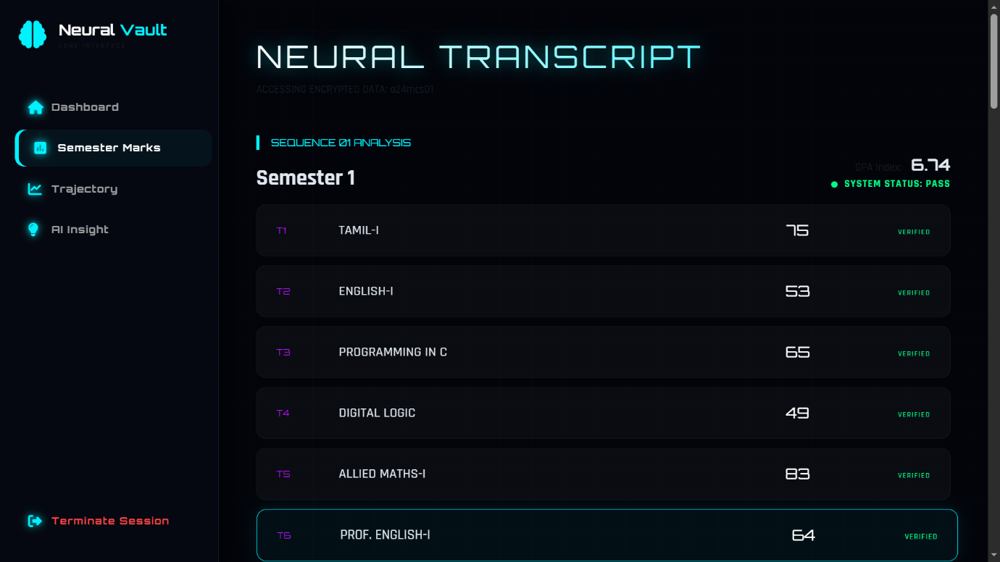 Neural Vault
CORE INTERFACE
Dashboard
Semester Marks
Trajectory
AI Insight
Terminate Session
NEURAL TRANSCRIPT
ACCESSING ENCRYPTED DATA: a24mcs01
SEQUENCE 01 ANALYSIS
Semester 1
GPA Index: 6.74
SYSTEM STATUS: PASS
T1 TAMIL-I 75 VERIFIED
T2 ENGLISH-I 53 VERIFIED
T3 PROGRAMMING IN C 65 VERIFIED
T4 DIGITAL LOGIC 49 VERIFIED
T5 ALLIED MATHS-I 83 VERIFIED
T6 PROF. ENGLISH-I 64 VERIFIED